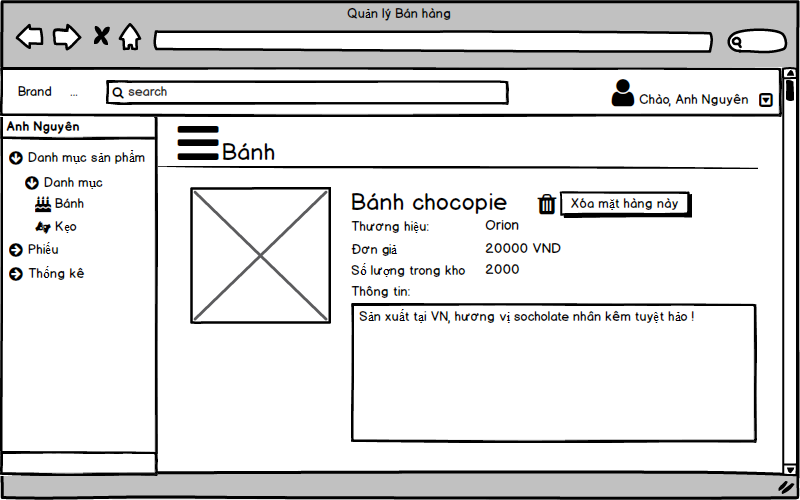 Quản lý Bán hàng
Brand ... search Chào, Anh Nguyên
Anh Nguyên
Danh mục sản phẩm
Danh mục
Bánh
Kẹo
Phiếu
Thống kê
Bánh
Bánh chocopie Xóa mặt hàng này
Thương hiệu: Orion
Đơn giả 20000 VND
Số lượng trong kho 2000
Thông tin:
Sản xuất tại VN, hương vị socholate nhân kêm tuyệt hảo !